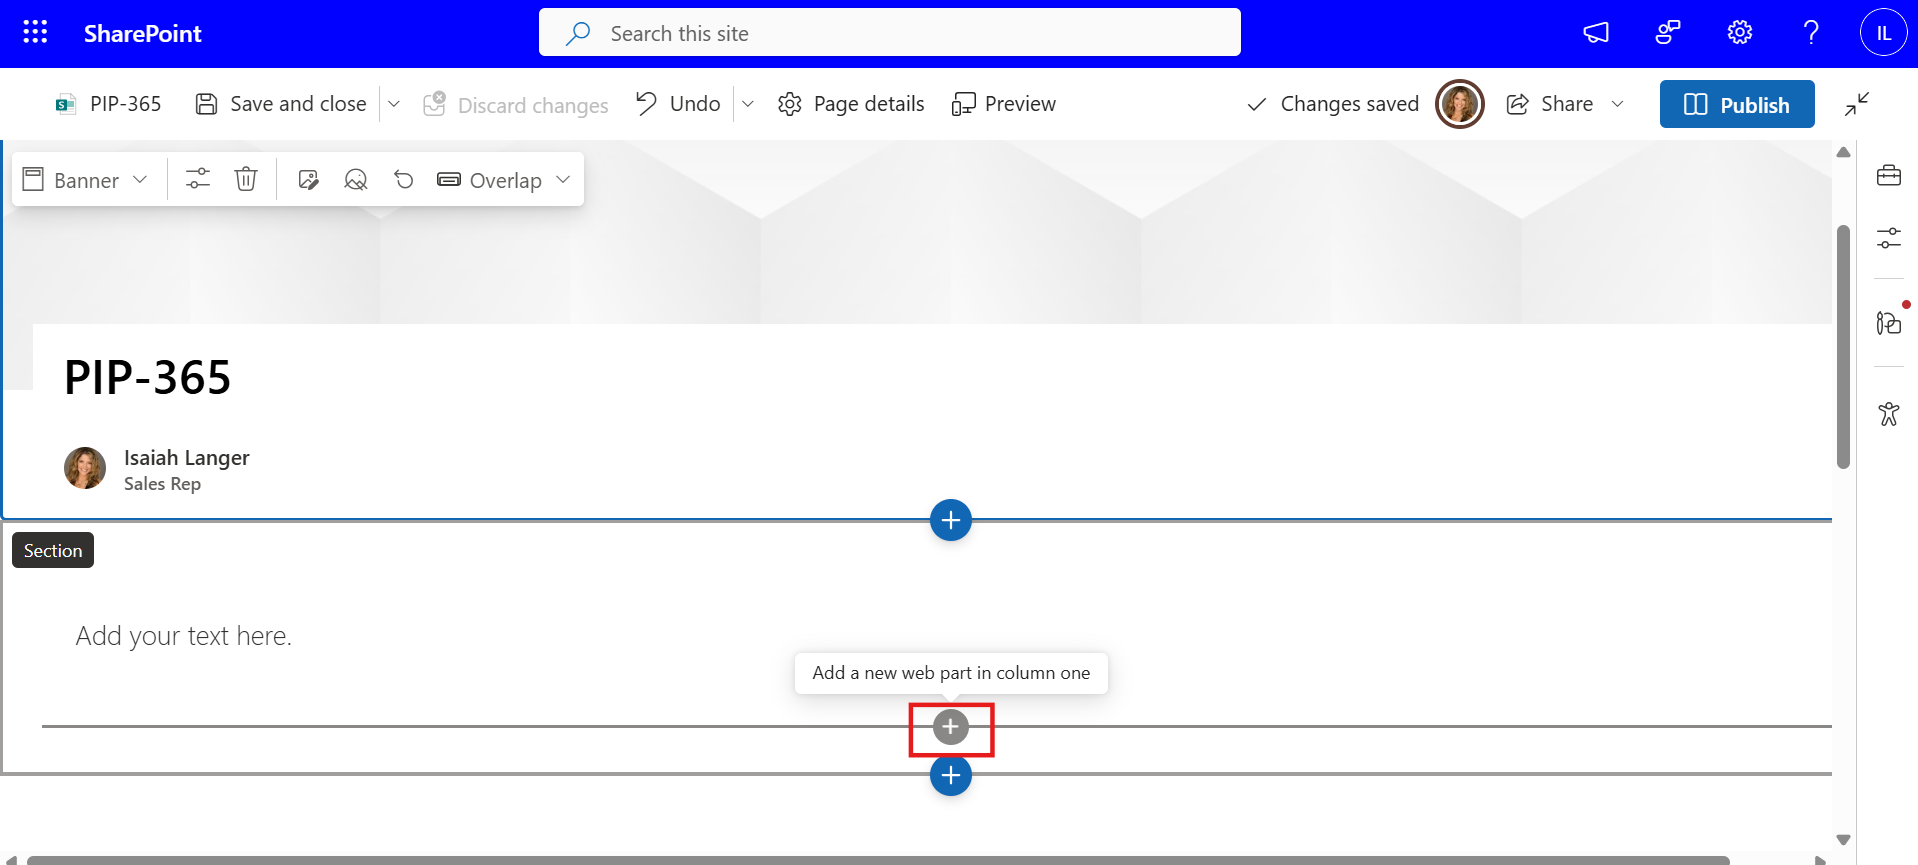 SharePoint
Search this site
IL
PIP-365
Save and close
Discard changes
Undo
Page details
Preview
Changes saved
Share
Publish
Banner
Overlap
PIP-365
Isaiah Langer
Sales Rep
Section
Add your text here.
Add a new web part in column one